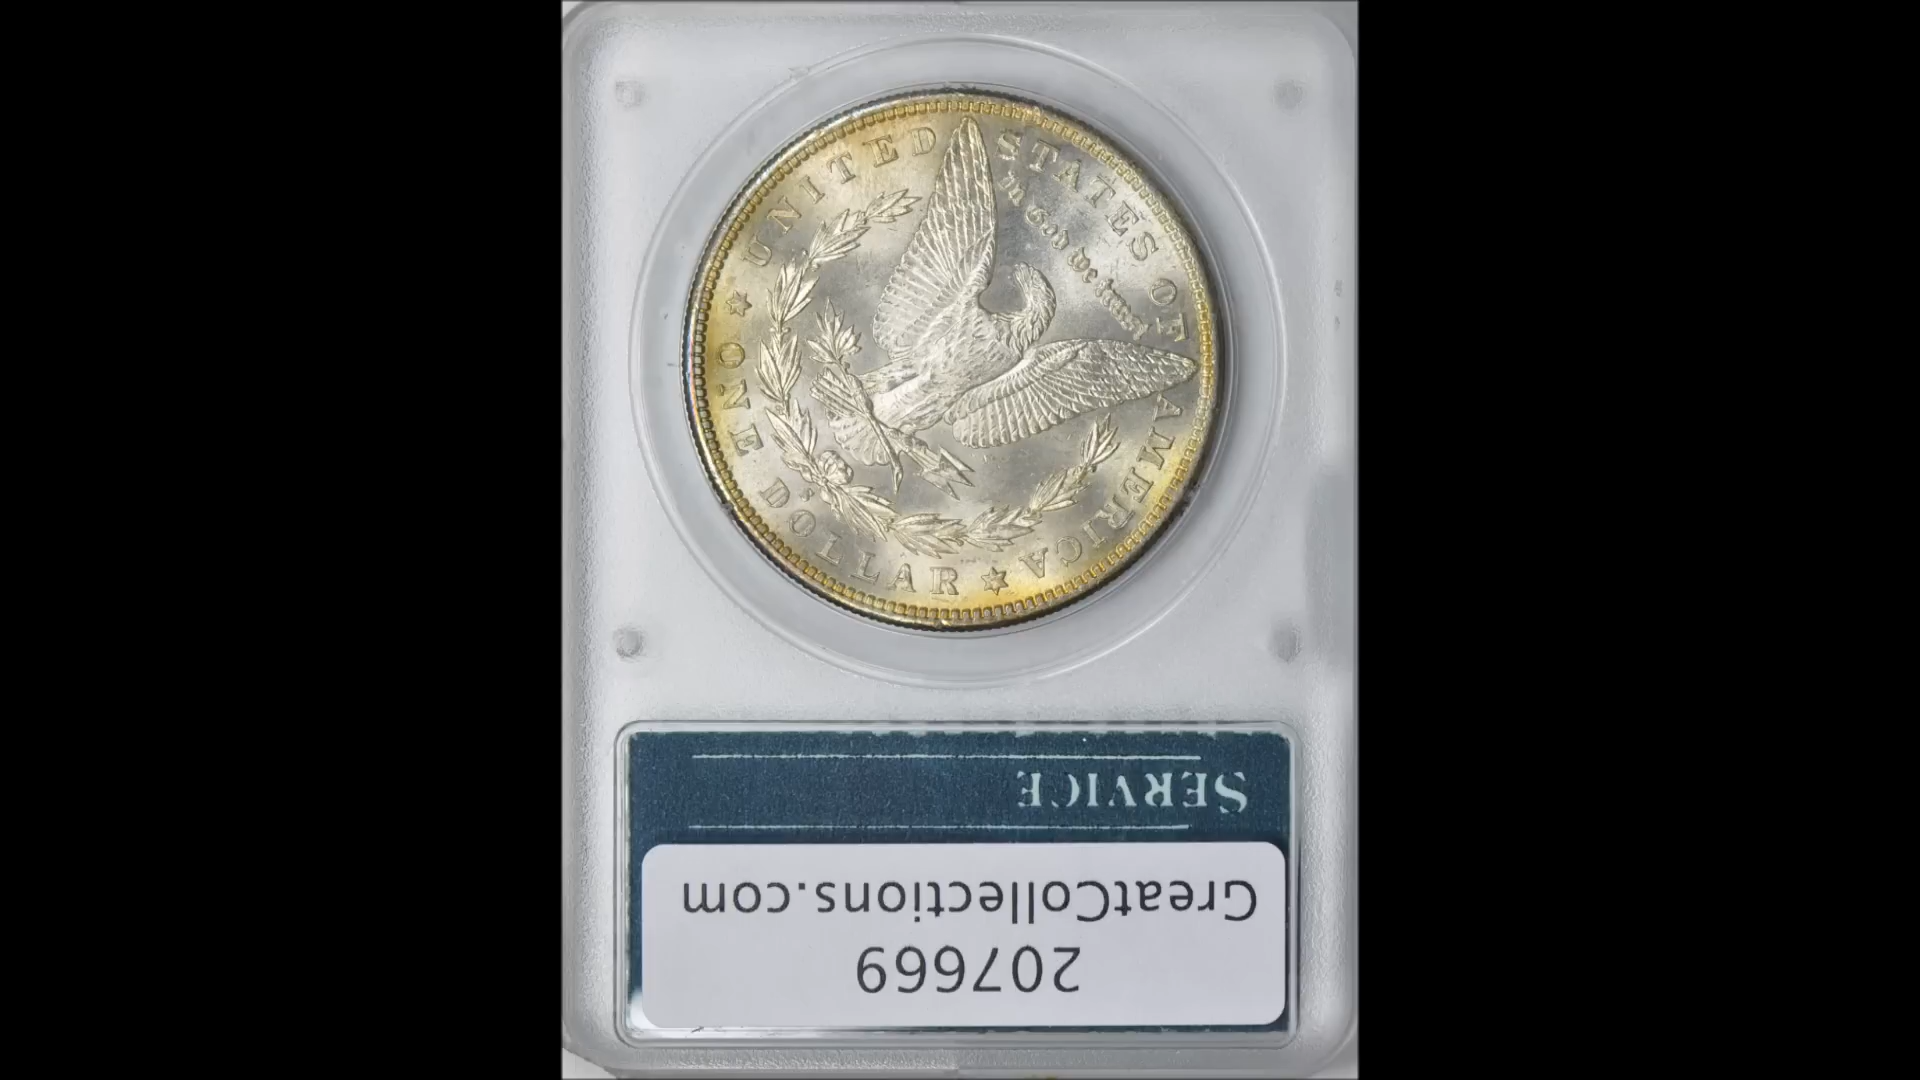 UNITED STATES OF AMERICA
In God we trust
ONE DOLLAR
S
SERVICE
GreatCollections.com
207669